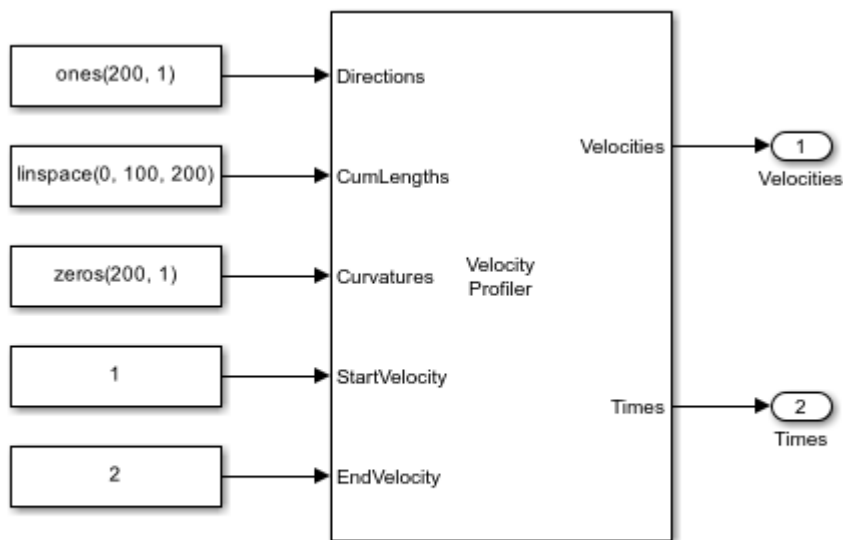 ones(200, 1)
Directions
linspace(0, 100, 200)
CumLengths
zeros(200, 1)
Curvatures
1
StartVelocity
2
EndVelocity
Velocity
Profiler
Velocities
1
Velocities
Times
2
Times